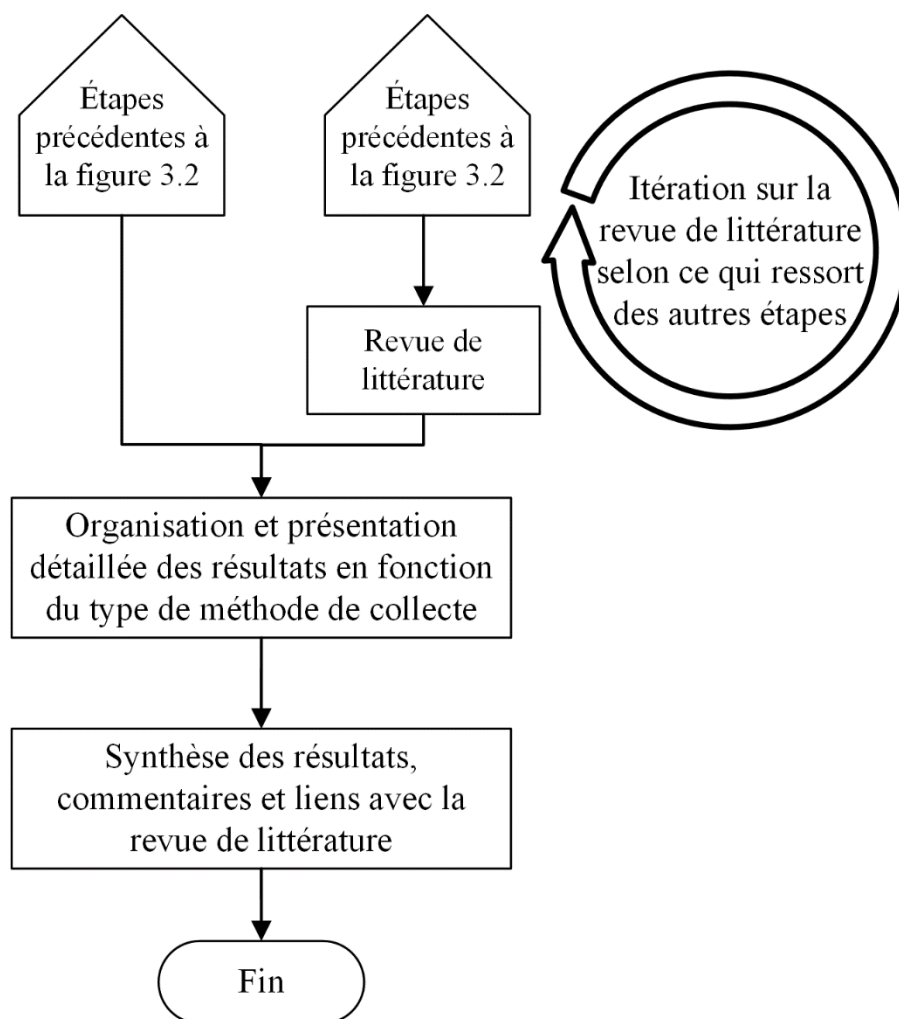 Étapes
précédentes à
la figure 3.2
Étapes
précédentes à
la figure 3.2
Itération sur la
revue de littérature
selon ce qui ressort
des autres étapes
Revue de
littérature
Organisation et présentation
détaillée des résultats en fonction
du type de méthode de collecte
Synthèse des résultats,
commentaires et liens avec la
revue de littérature
Fin